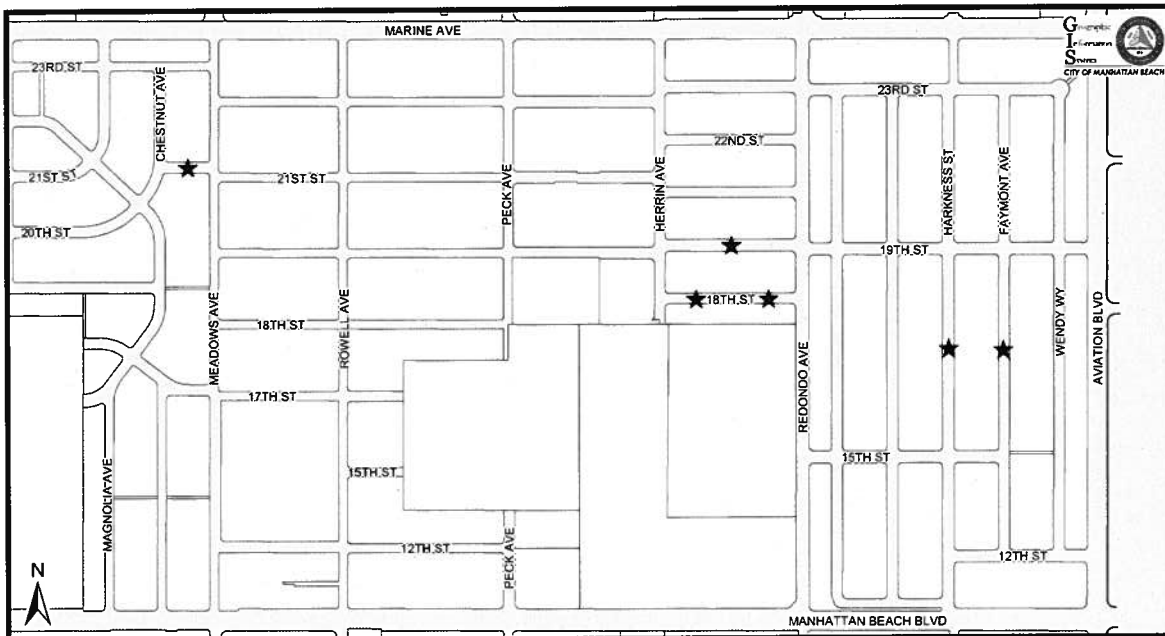 MARINE AVE
Geographic
Information
System
CITY OF MANHATTAN BEACH
23RD ST
CHESTNUT AVE
23RD ST
22ND ST
21ST ST
21ST ST
PECK AVE
HERRIN AVE
HARKNESS ST
FAYMONT AVE
20TH ST
19TH ST
MEADOWS AVE
ROWELL AVE
18TH ST
18TH ST
REDONDO AVE
WENDY WY
AVIATION BLVD
17TH ST
MAGNOLIA AVE
15TH ST
15TH ST
12TH ST
PECK AVE
12TH ST
N
MANHATTAN BEACH BLVD